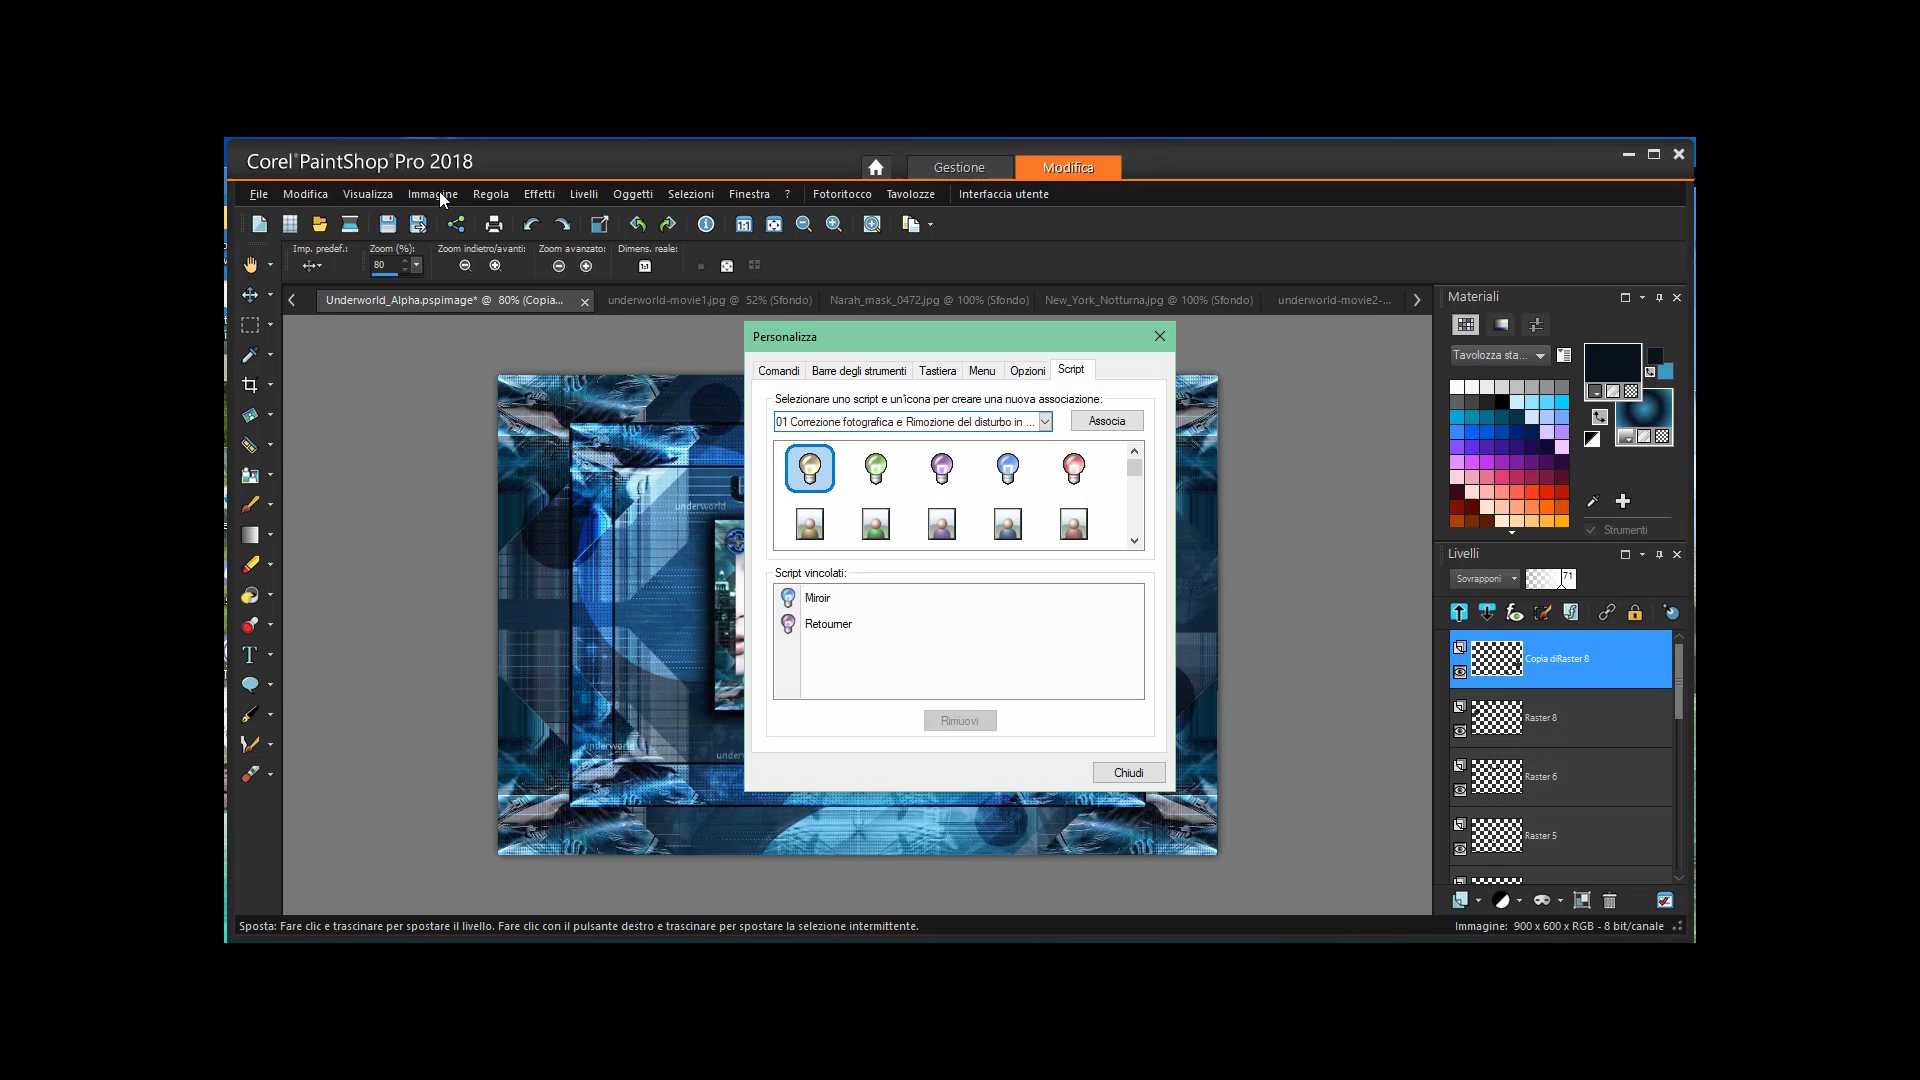 Corel®PaintShop®Pro 2018
Gestione
Modifica
File Modifica Visualizza Immagine Regola Effetti Livelli Oggetti Selezioni Finestra ? Fotoritocco Tavolozze Interfaccia utente
Imp. predef.: Zoom (%): Zoom indietro/avanti: Zoom avanzato: Dimens. reale:
80
Underworld_Alpha.pspimage* @ 80% (Copia...
underworld-movie1.jpg @ 52% (Sfondo)
Narah_mask_0472.jpg @ 100% (Sfondo)
New_York_Notturna.jpg @ 100% (Sfondo)
underworld-movie2-...
Materiali
Tavolozza sta...
Strumenti
Personalizza
Comandi Barre degli strumenti Tastiera Menu Opzioni Script
Selezionare uno script e un'icona per creare una nuova associazione:
01 Correzione fotografica e Rimozione del disturbo in ...
Associa
Script vincolati:
Miroir
Retourner
Rimuovi
Chiudi
underworld
underworld
under
Livelli
Sovrapponi
71
Copia diRaster 8
Raster 8
Raster 6
Raster 5
Sposta: Fare clic e trascinare per spostare il livello. Fare clic con il pulsante destro e trascinare per spostare la selezione intermittente.
Immagine: 900 x 600 x RGB - 8 bit/canale